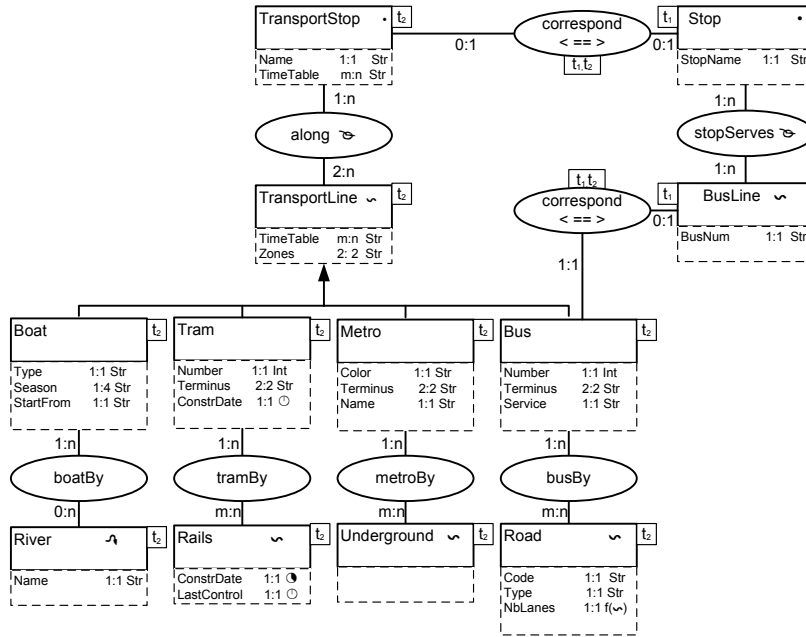 TransportStop t₂
Name 1:1 Str
TimeTable m:n Str
0:1
correspond
< == >
t₁,t₂
0:1
Stop t₁
StopName 1:1 Str
1:n
along
2:n
1:n
stopServes
1:n
TransportLine t₂
TimeTable m:n Str
Zones 2: 2 Str
t₁,t₂
correspond
< == >
1:1
0:1
BusLine t₁
BusNum 1:1 Str
Boat t₂
Type 1:1 Str
Season 1:4 Str
StartFrom 1:1 Str
Tram t₂
Number 1:1 Int
Terminus 2:2 Str
ConstrDate 1:1
Metro t₂
Color 1:1 Str
Terminus 2:2 Str
Name 1:1 Str
Bus t₂
Number 1:1 Int
Terminus 2:2 Str
Service 1:1 Str
1:n
boatBy
0:n
1:n
tramBy
m:n
1:n
metroBy
m:n
1:n
busBy
m:n
River t₂
Name 1:1 Str
Rails t₂
ConstrDate 1:1
LastControl 1:1
Underground t₂
Road t₂
Code 1:1 Str
Type 1:1 Str
NbLanes 1:1 f(~)